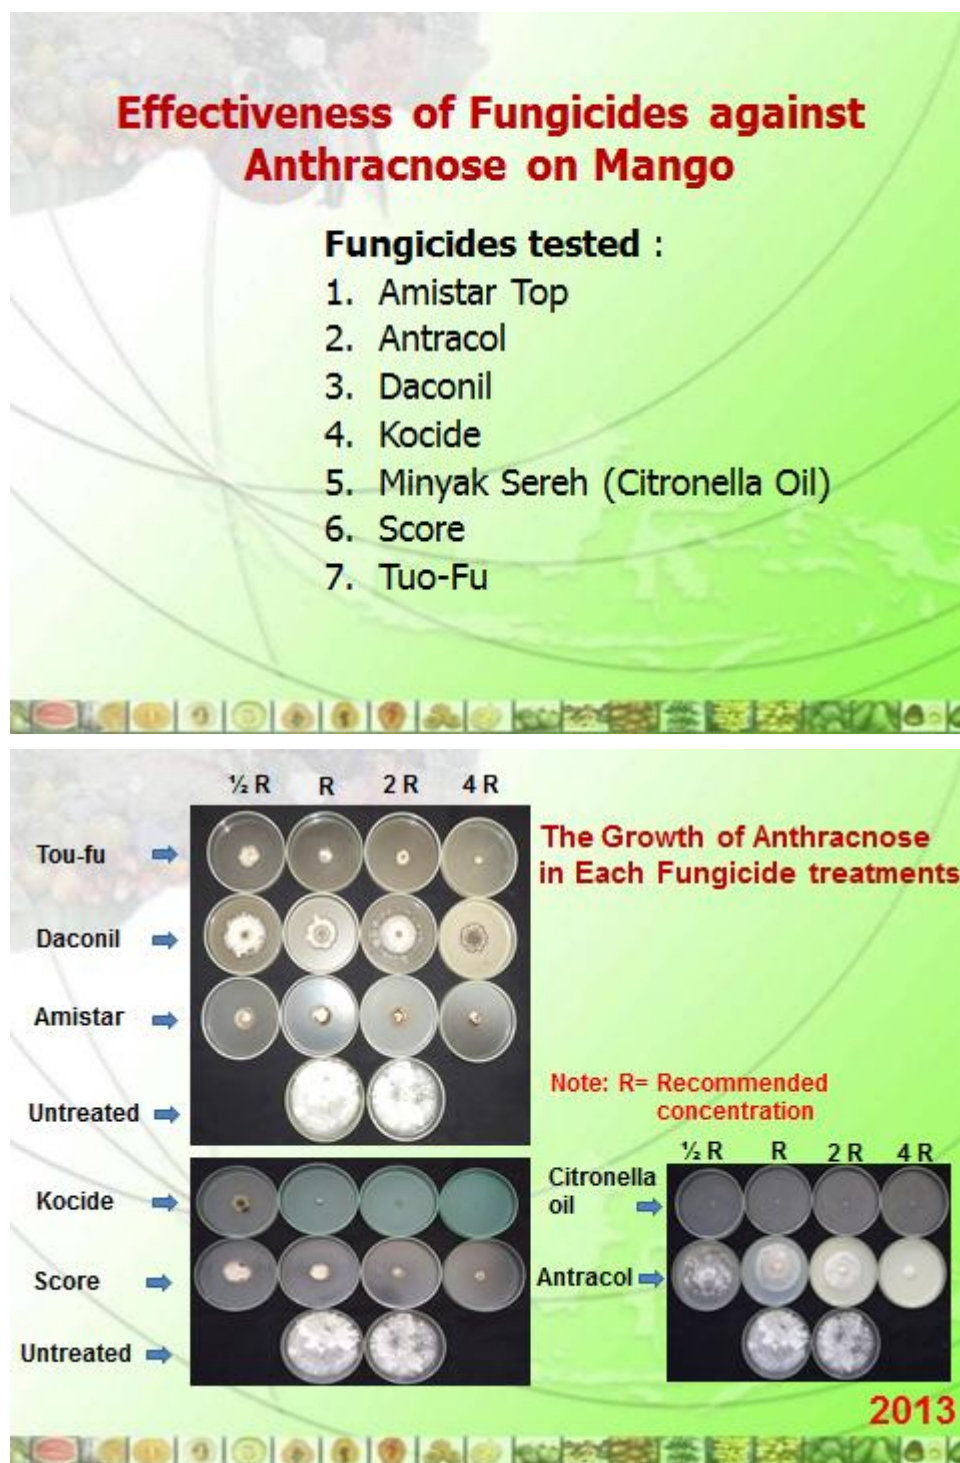 Effectiveness of Fungicides against
Anthracnose on Mango
Fungicides tested :
1. Amistar Top
2. Antracol
3. Daconil
4. Kocide
5. Minyak Sereh (Citronella Oil)
6. Score
7. Tuo-Fu
½ R R 2 R 4 R
The Growth of Anthracnose
in Each Fungicide treatments
Tou-fu
Daconil
Amistar
Untreated
Note: R= Recommended
concentration
Kocide
Score
Untreated
½ R R 2 R 4 R
Citronella
oil
Antracol
2013